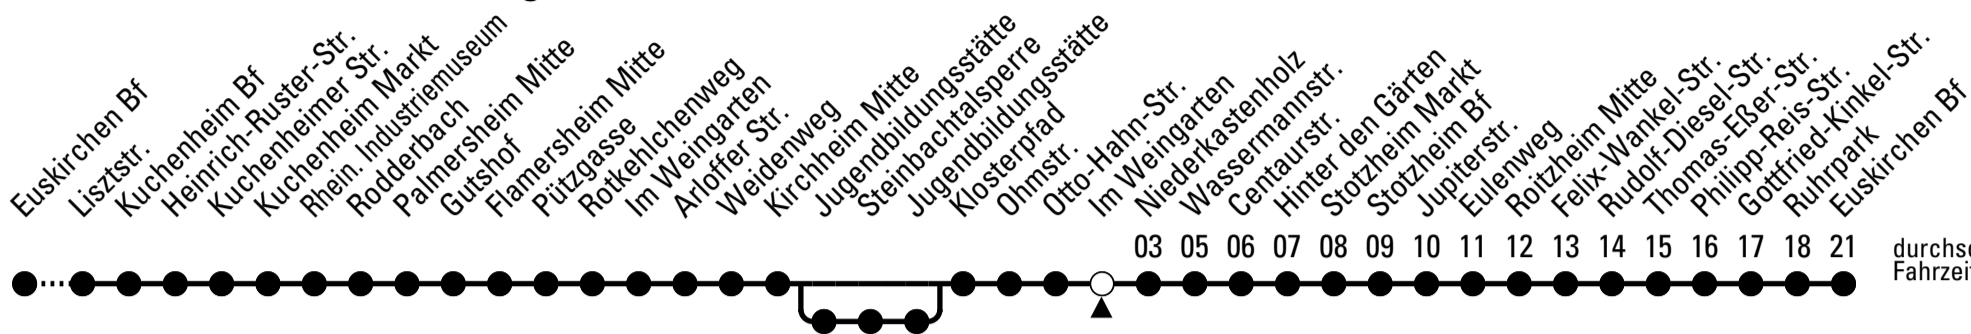 Euskirchen Bf
Lisztstr.
Kuchenheim Bf
Heinrich-Ruster-Str.
Kuchenheimer Str.
Kuchenheim Markt
Rhein. Industriemuseum
Rodderbach
Palmersheim Mitte
Gutshof
Flamersheim Mitte
Pützgasse
Rotkehlchenweg
Im Weingarten
Arloffer Str.
Weidenweg
Kirchheim Mitte
Jugendbildungsstätte
Steinbachtalsperre
Jugendbildungsstätte
Klosterpfad
Ohmstr.
Otto-Hahn-Str.
Im Weingarten
Niederkastenholz
Wassermannstr.
Centaurstr.
Hinter den Gärten
Stotzheim Markt
Stotzheim Bf
Jupiterstr.
Eulenweg
Roitzheim Mitte
Felix-Wankel-Str.
Rudolf-Diesel-Str.
Thomas-Eßer-Str.
Philipp-Reis-Str.
Gottfried-Kinkel-Str.
Ruhrpark
Euskirchen Bf
03 05 06 07 08 09 10 11 12 13 14 15 16 17 18 21